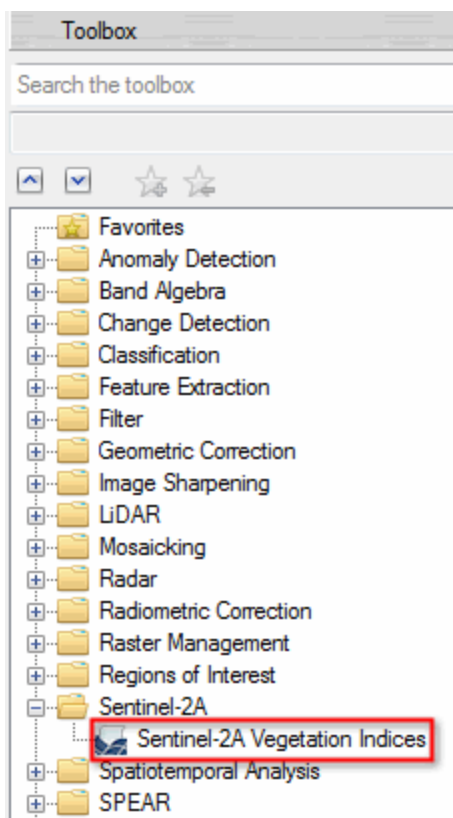 Toolbox
Search the toolbox
Favorites
Anomaly Detection
Band Algebra
Change Detection
Classification
Feature Extraction
Filter
Geometric Correction
Image Sharpening
LiDAR
Mosaicking
Radar
Radiometric Correction
Raster Management
Regions of Interest
Sentinel-2A
Sentinel-2A Vegetation Indices
Spatiotemporal Analysis
SPEAR